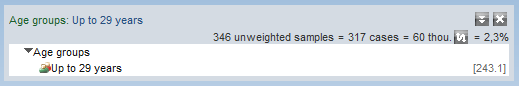 Age groups: Up to 29 years
346 unweighted samples = 317 cases = 60 thou. = 2,3%
Age groups
Up to 29 years [243.1]